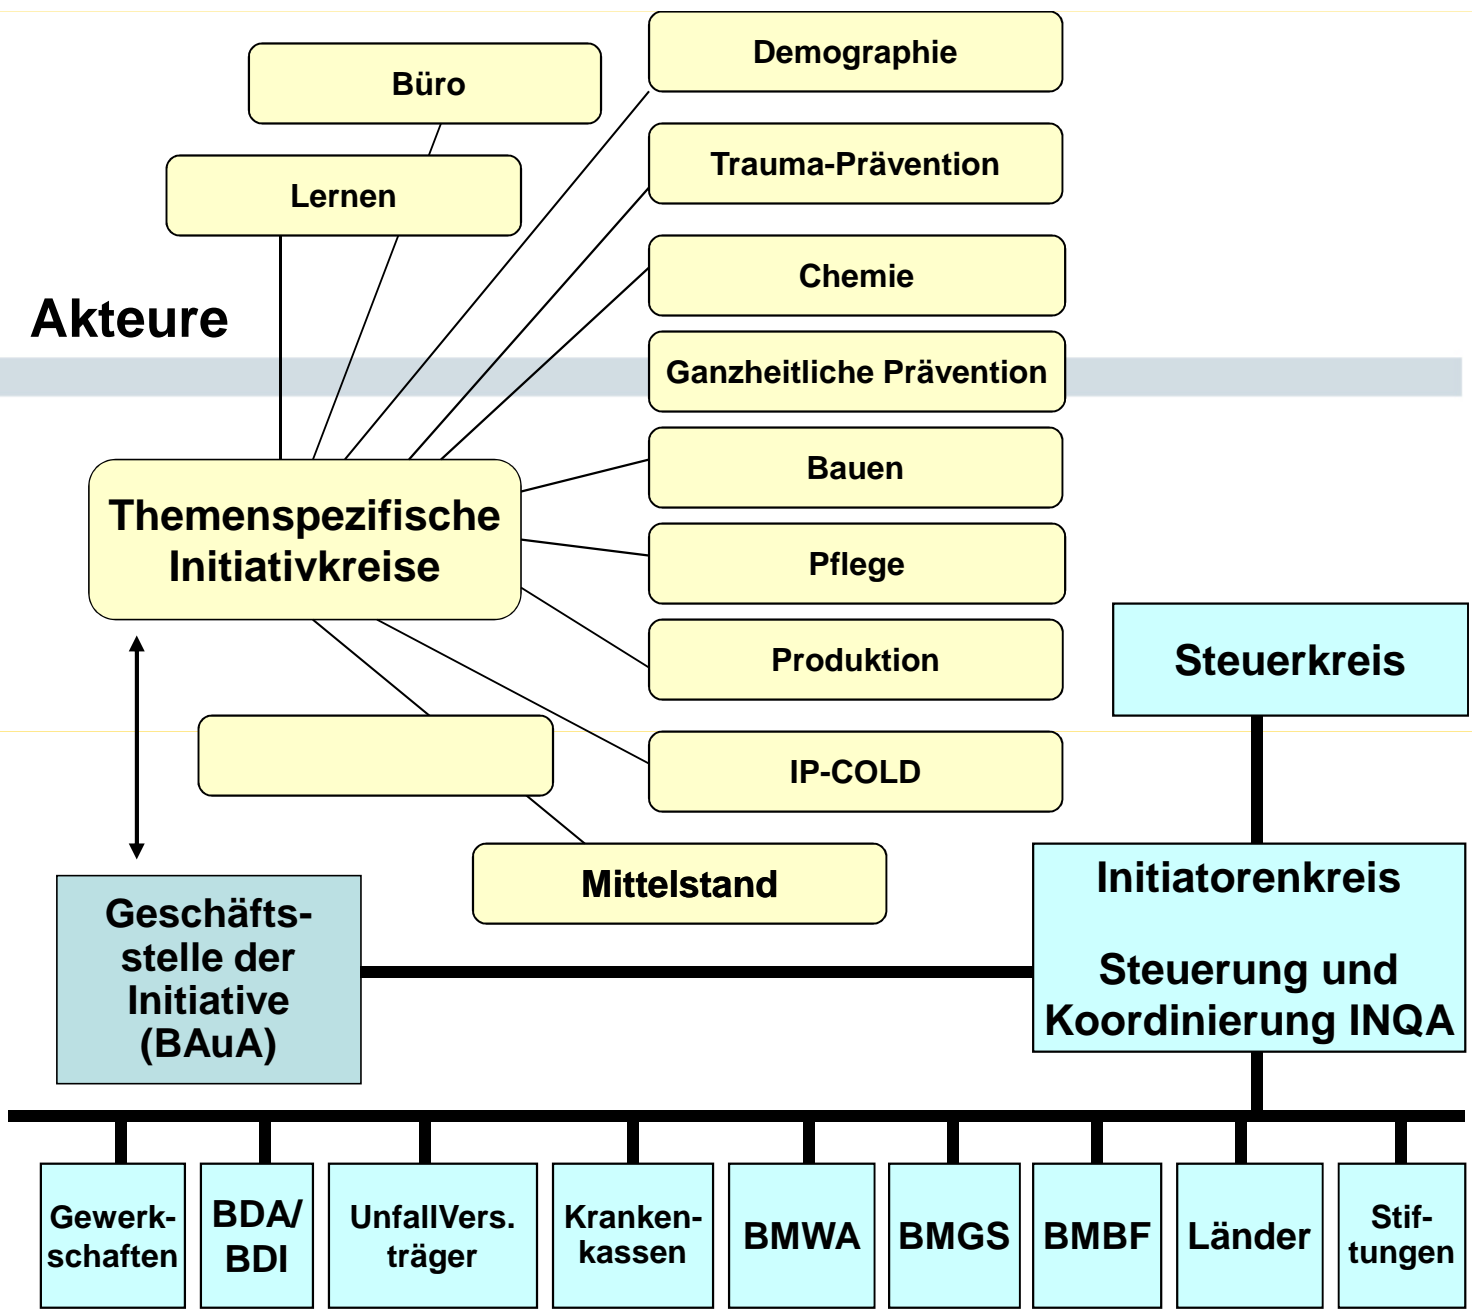 Büro
Demographie
Lernen
Trauma-Prävention
Chemie
Akteure
Ganzheitliche Prävention
Bauen
Themenspezifische
Initiativkreise
Pflege
Produktion
Steuerkreis
IP-COLD
Mittelstand
Geschäfts-
stelle der
Initiative
(BAuA)
Initiatorenkreis
Steuerung und
Koordinierung INQA
Gewerk-
schaften
BDA/
BDI
UnfallVers.
träger
Kranken-
kassen
BMWA
BMGS
BMBF
Länder
Stif-
tungen